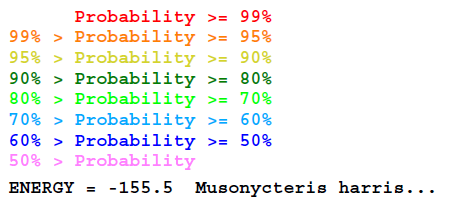 Probability >= 99%
99% > Probability >= 95%
95% > Probability >= 90%
90% > Probability >= 80%
80% > Probability >= 70%
70% > Probability >= 60%
60% > Probability >= 50%
50% > Probability
ENERGY = -155.5  Musonycteris harris...